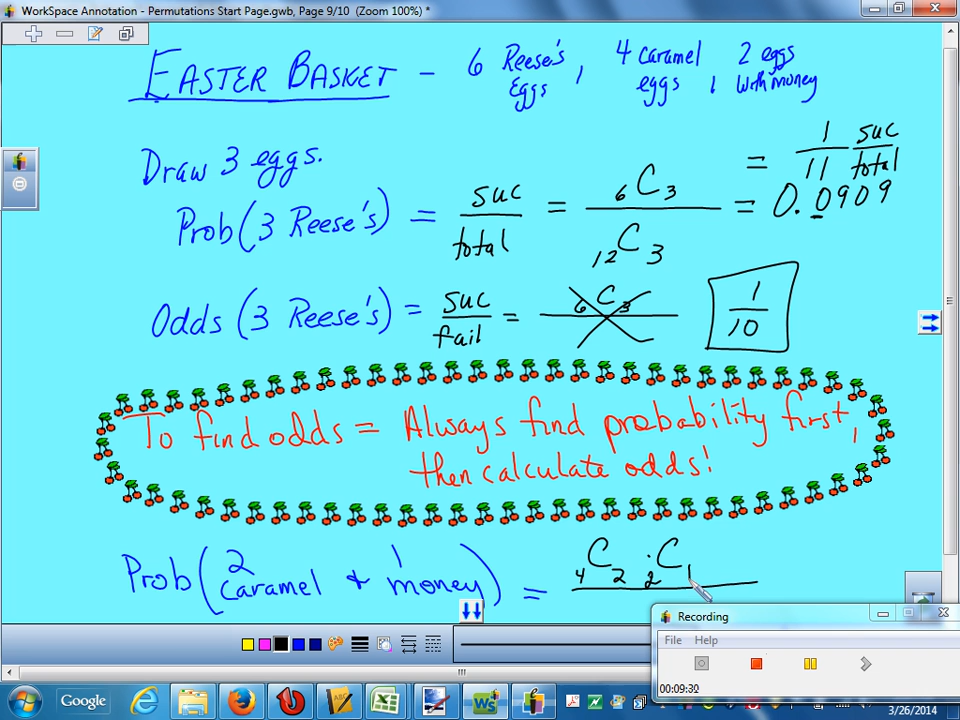 WorkSpace Annotation - Permutations Start Page.gwb, Page 9/10 (Zoom 100%) *
EASTER BASKET - 6 Reese's Eggs, 4 caramel eggs, 2 eggs with money
Draw 3 eggs.
Prob(3 Reese's) = suc/total = 6C3/12C3 = 1/11 suc/total
= 0.0909
Odds (3 Reese's) = suc/fail = 6C3 1/10
To find odds = Always find probability first,
then calculate odds!
Prob(2 caramel + 1 money) = 4C2 · 2C1
Recording
File Help
00:09:32
Google
3/26/2014